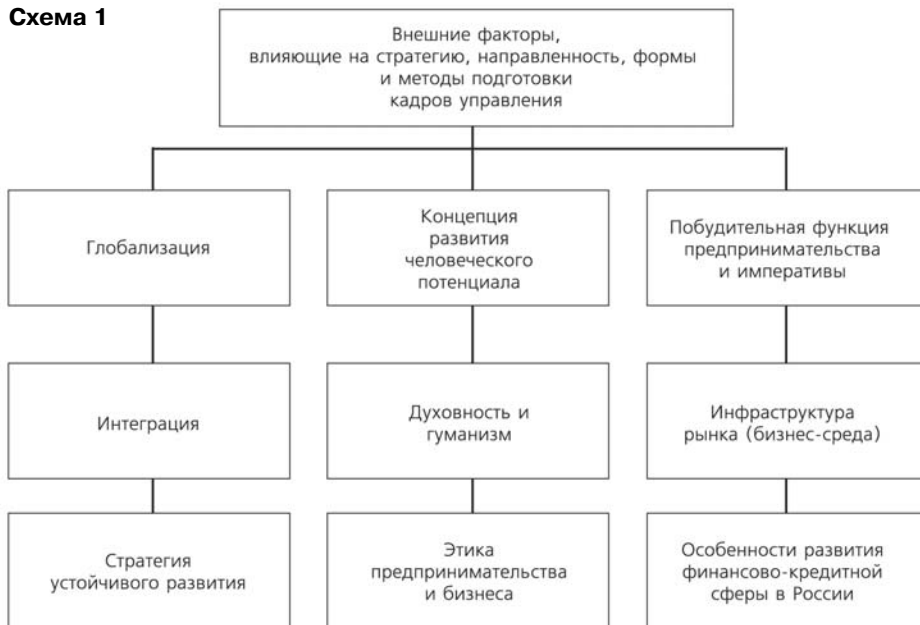 Схема 1
Внешние факторы,
влияющие на стратегию, направленность, формы
и методы подготовки
кадров управления
Глобализация
Концепция
развития
человеческого
потенциала
Побудительная функция
предпринимательства
и императивы
Интеграция
Духовность и
гуманизм
Инфраструктура
рынка (бизнес-среда)
Стратегия
устойчивого развития
Этика
предпринимательства
и бизнеса
Особенности развития
финансово-кредитной
сферы в России